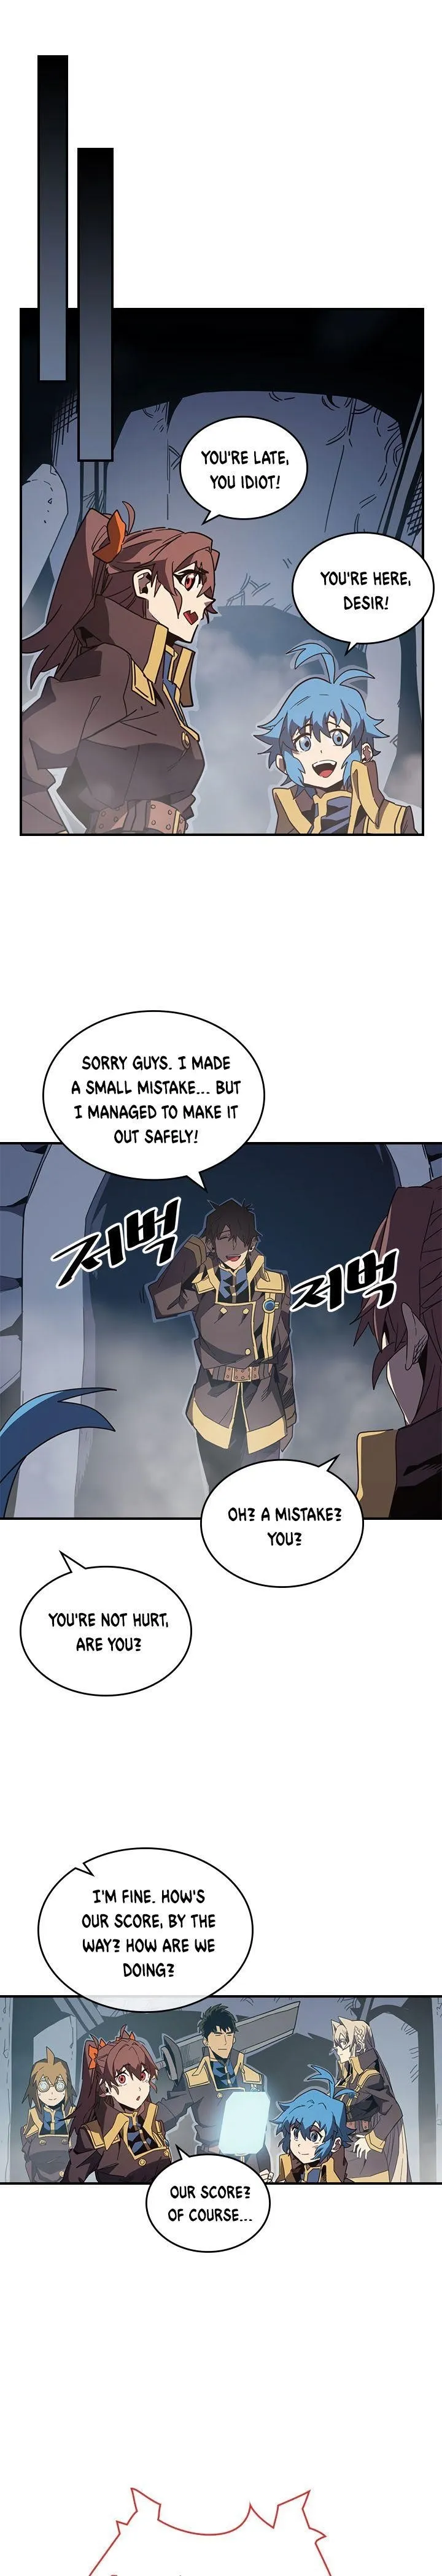 YOU'RE LATE,
YOU IDIOT!
YOU'RE HERE,
DESIR!
SORRY GUYS. I MADE
A SMALL MISTAKE... BUT
I MANAGED TO MAKE IT
OUT SAFELY!
저벅
저벅
OH? A MISTAKE?
YOU?
YOU'RE NOT HURT,
ARE YOU?
I'M FINE. HOW'S
OUR SCORE, BY THE
WAY? HOW ARE WE
DOING?
OUR SCORE?
OF COURSE...